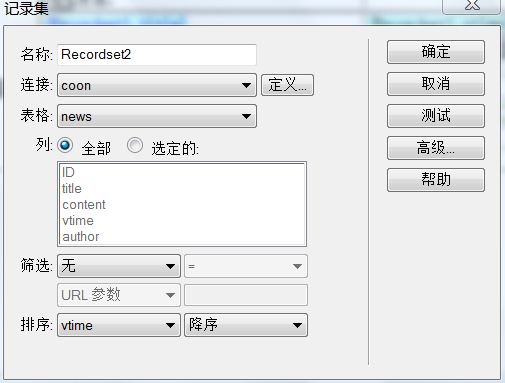 记录集
名称: Recordset2
连接: coon 定义...
表格: news
列: 全部 选定的:
ID
title
content
vtime
author
筛选: 无 =
URL 参数
排序: vtime 降序
确定
取消
测试
高级...
帮助